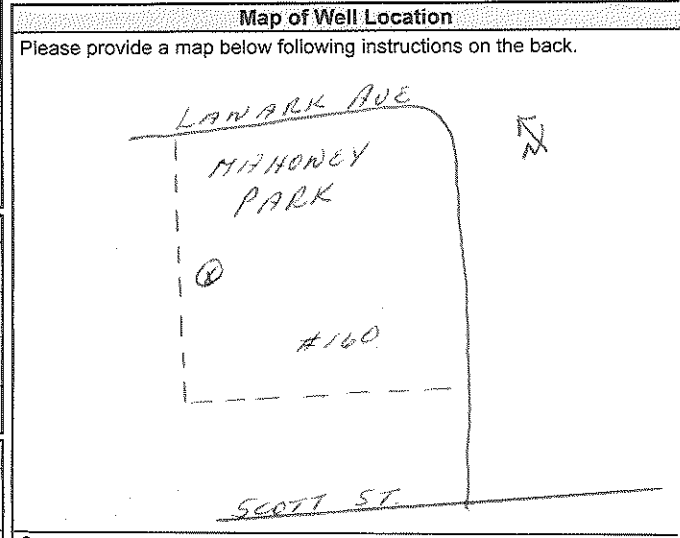 Map of Well Location
Please provide a map below following instructions on the back.
LANARK AVE
MAHONEY
PARK
N
#160
X
SCOTT ST.